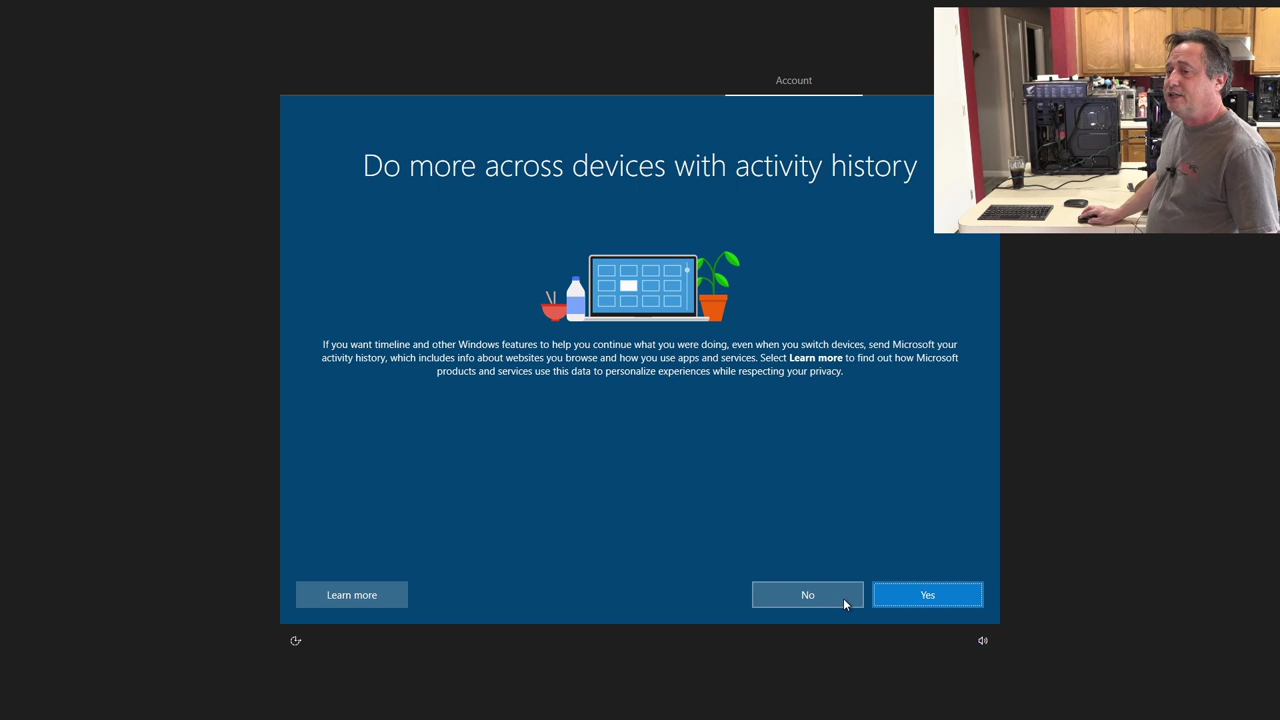 Account
Do more across devices with activity history
If you want timeline and other Windows features to help you continue what you were doing, even when you switch devices, send Microsoft your
activity history, which includes info about websites you browse and how you use apps and services. Select Learn more to find out how Microsoft
products and services use this data to personalize experiences while respecting your privacy.
Learn more
No
Yes